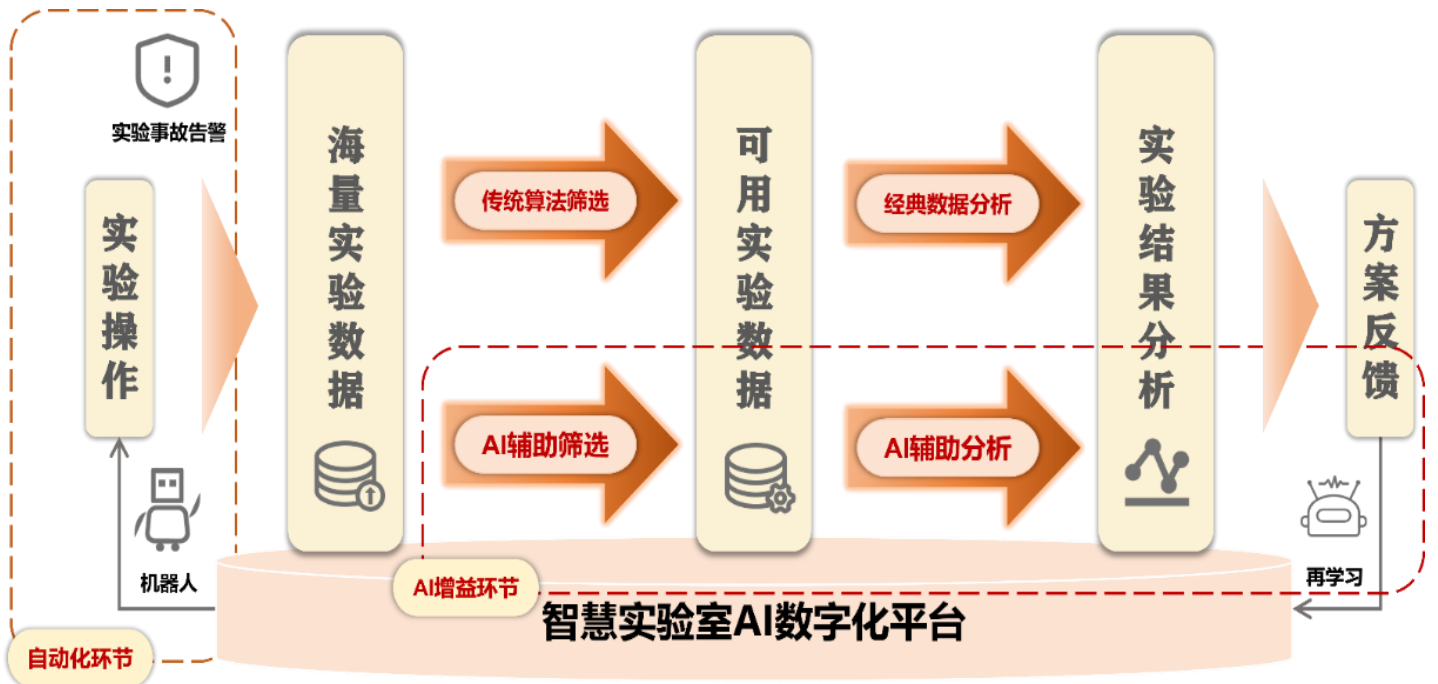 实验事故告警
实验操作
机器人
自动化环节
海量实验数据
传统算法筛选
AI辅助筛选
可用实验数据
经典数据分析
AI辅助分析
实验结果分析
方案反馈
再学习
AI增益环节
智慧实验室AI数字化平台